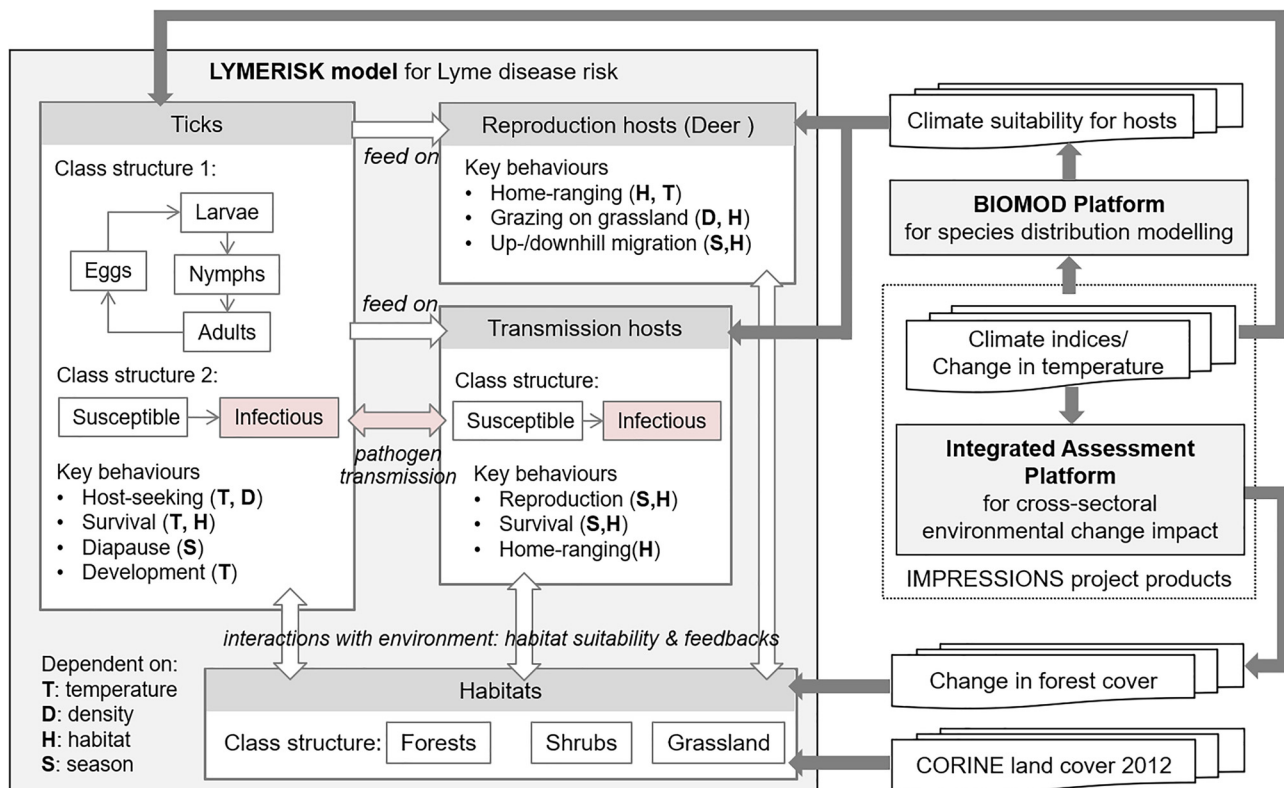 LYMERISK model for Lyme disease risk
Ticks
Class structure 1:
Larvae
Eggs
Nymphs
Adults
Class structure 2:
Susceptible
Infectious
Key behaviours
• Host-seeking (T, D)
• Survival (T, H)
• Diapause (S)
• Development (T)
feed on
feed on
pathogen
transmission
Reproduction hosts (Deer )
Key behaviours
• Home-ranging (H, T)
• Grazing on grassland (D, H)
• Up-/downhill migration (S,H)
Transmission hosts
Class structure:
Susceptible
Infectious
Key behaviours
• Reproduction (S,H)
• Survival (S,H)
• Home-ranging(H)
interactions with environment: habitat suitability & feedbacks
Dependent on:
T: temperature
D: density
H: habitat
S: season
Habitats
Class structure:
Forests
Shrubs
Grassland
Climate suitability for hosts
BIOMOD Platform
for species distribution modelling
Climate indices/
Change in temperature
Integrated Assessment
Platform
for cross-sectoral
environmental change impact
IMPRESSIONS project products
Change in forest cover
CORINE land cover 2012